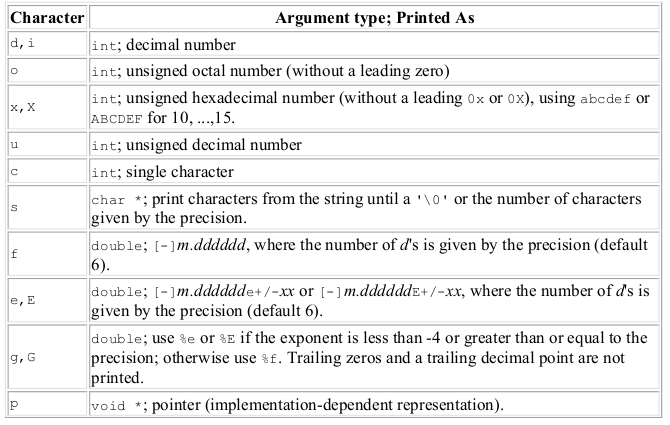 Character Argument type; Printed As
d,i int; decimal number
o int; unsigned octal number (without a leading zero)
x,X int; unsigned hexadecimal number (without a leading 0x or 0X), using abcdef or
ABCDEF for 10, ...,15.
u int; unsigned decimal number
c int; single character
s char *; print characters from the string until a '\0' or the number of characters
given by the precision.
f double; [-]m.dddddd, where the number of d's is given by the precision (default
6).
e,E double; [-]m.dddddde+/-xx or [-]m.ddddddE+/-xx, where the number of d's is
given by the precision (default 6).
g,G double; use %e or %E if the exponent is less than -4 or greater than or equal to the
precision; otherwise use %f. Trailing zeros and a trailing decimal point are not
printed.
p void *; pointer (implementation-dependent representation).